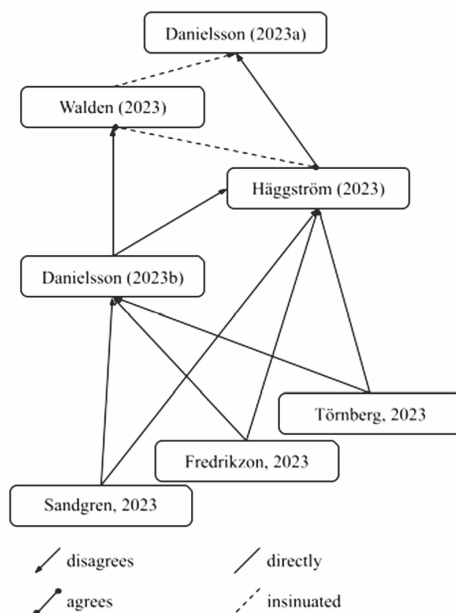 Danielsson (2023a)
Walden (2023)
Häggström (2023)
Danielsson (2023b)
Törnberg, 2023
Fredrikzon, 2023
Sandgren, 2023
disagrees directly
agrees insinuated